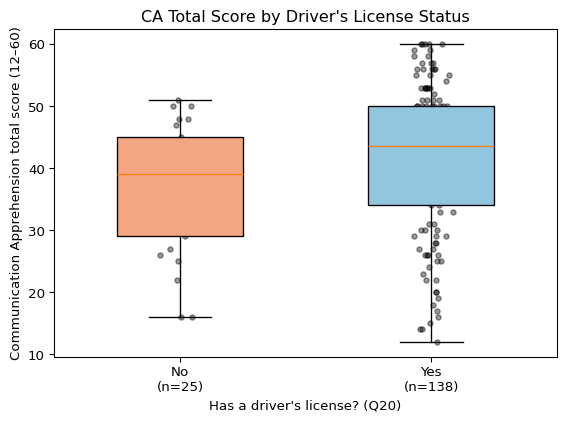 CA Total Score by Driver's License Status
Communication Apprehension total score (12–60)
60
50
40
30
20
10
No
(n=25)
Yes
(n=138)
Has a driver's license? (Q20)